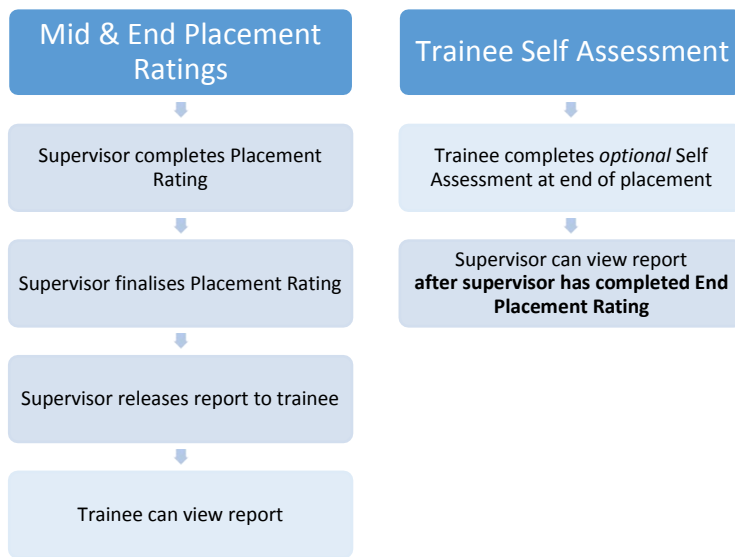 Mid & End Placement
Ratings
Supervisor completes Placement
Rating
Supervisor finalises Placement Rating
Supervisor releases report to trainee
Trainee can view report
Trainee Self Assessment
Trainee completes optional Self
Assessment at end of placement
Supervisor can view report
after supervisor has completed End
Placement Rating